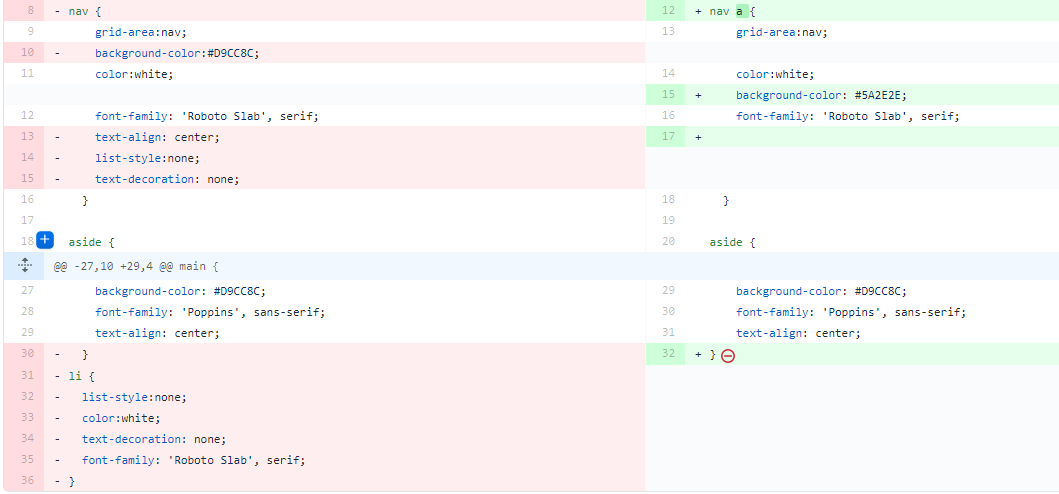 8 - nav { 12 + nav a {
9 grid-area:nav; 13 grid-area:nav;
10 - background-color:#D9CC8C;
11 color:white; 14 color:white;
15 + background-color: #5A2E2E;
12 font-family: 'Roboto Slab', serif; 16 font-family: 'Roboto Slab', serif;
13 - text-align: center; 17 +
14 - list-style:none;
15 - text-decoration: none;
16 } 18 }
17 19
18 aside { 20 aside {
@@ -27,10 +29,4 @@ main {
27 background-color: #D9CC8C; 29 background-color: #D9CC8C;
28 font-family: 'Poppins', sans-serif; 30 font-family: 'Poppins', sans-serif;
29 text-align: center; 31 text-align: center;
30 - } 32 + }
31 - li {
32 - list-style:none;
33 - color:white;
34 - text-decoration: none;
35 - font-family: 'Roboto Slab', serif;
36 - }